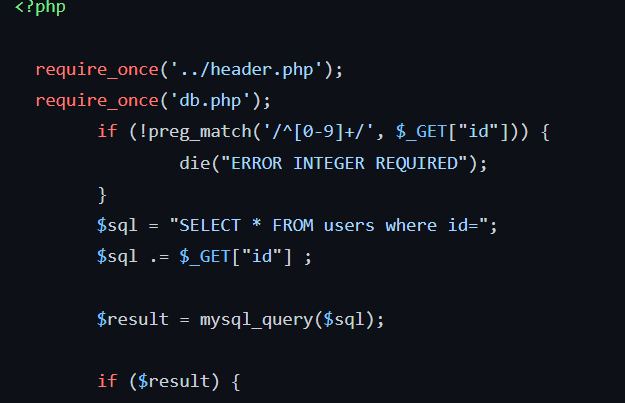 <?php
require_once('../header.php');
require_once('db.php');
if (!preg_match('/^[0-9]+/', $_GET["id"])) {
die("ERROR INTEGER REQUIRED");
}
$sql = "SELECT * FROM users where id=";
$sql .= $_GET["id"] ;
$result = mysql_query($sql);
if ($result) {